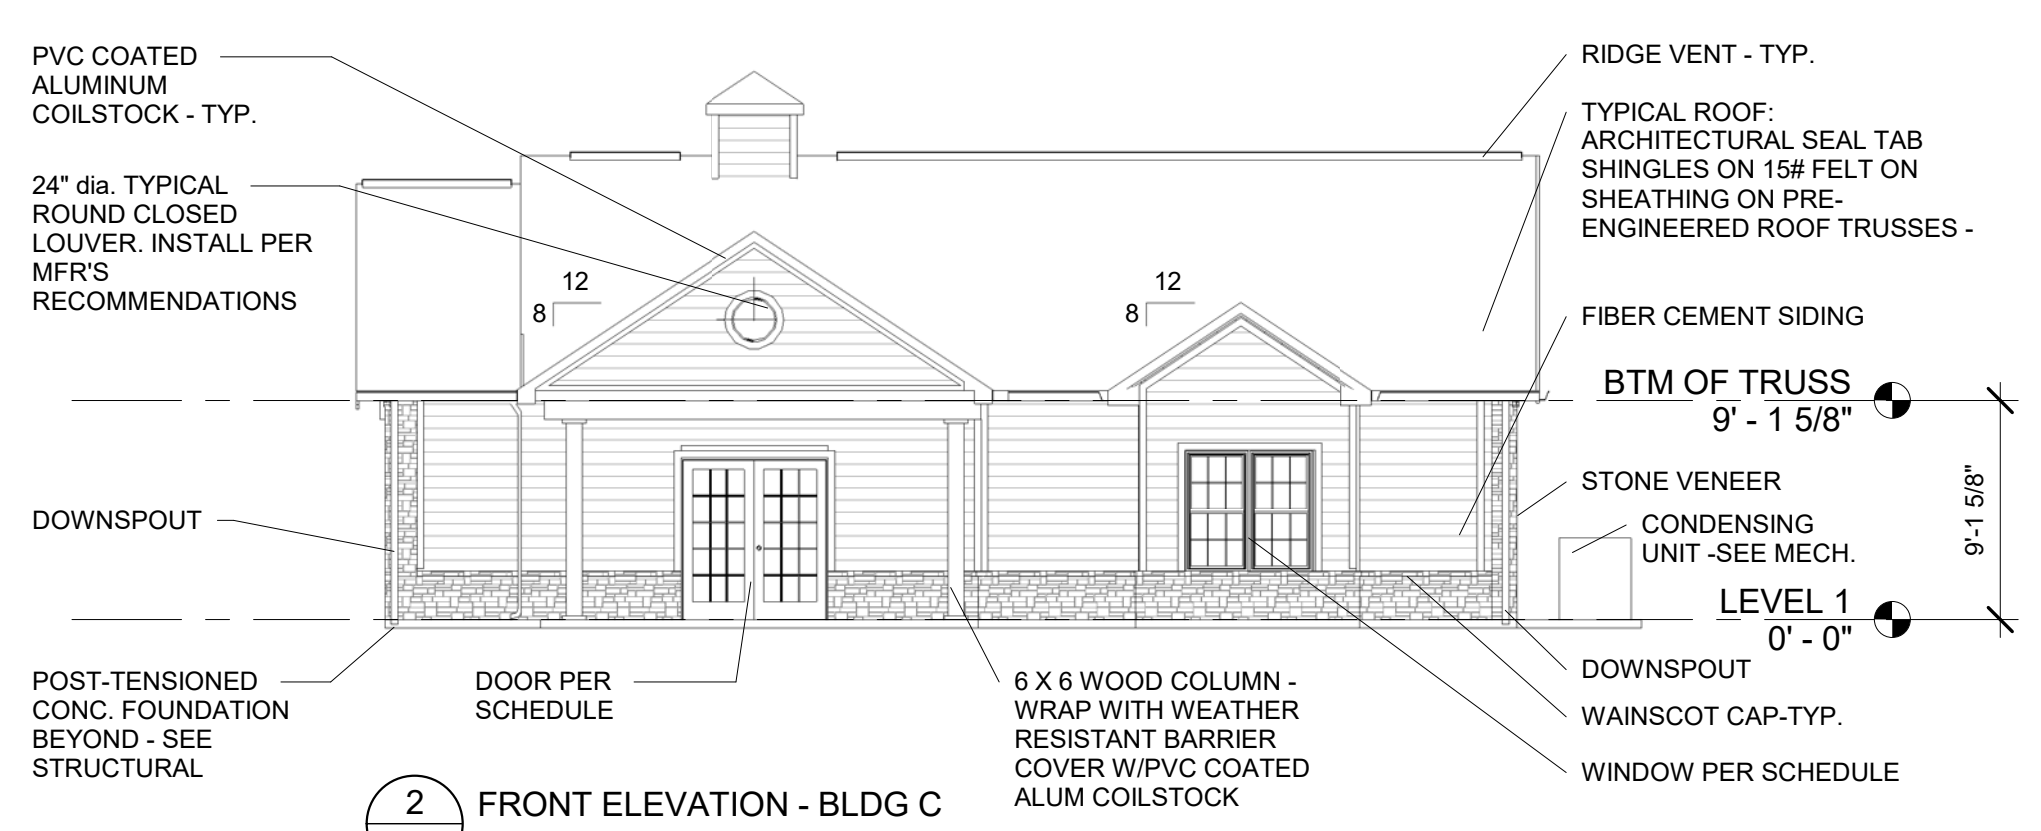 PVC COATED
ALUMINUM
COILSTOCK - TYP.
24" dia. TYPICAL
ROUND CLOSED
LOUVER. INSTALL PER
MFR'S
RECOMMENDATIONS
DOWNSPOUT
POST-TENSIONED
CONC. FOUNDATION
BEYOND - SEE
STRUCTURAL
12
8
12
8
DOOR PER
SCHEDULE
6 X 6 WOOD COLUMN -
WRAP WITH WEATHER
RESISTANT BARRIER
COVER W/PVC COATED
ALUM COILSTOCK
RIDGE VENT - TYP.
TYPICAL ROOF:
ARCHITECTURAL SEAL TAB
SHINGLES ON 15# FELT ON
SHEATHING ON PRE-
ENGINEERED ROOF TRUSSES -
FIBER CEMENT SIDING
BTM OF TRUSS
9' - 1 5/8"
STONE VENEER
CONDENSING
UNIT -SEE MECH.
9'-1 5/8"
LEVEL 1
0' - 0"
DOWNSPOUT
WAINSCOT CAP-TYP.
WINDOW PER SCHEDULE
2
FRONT ELEVATION - BLDG C